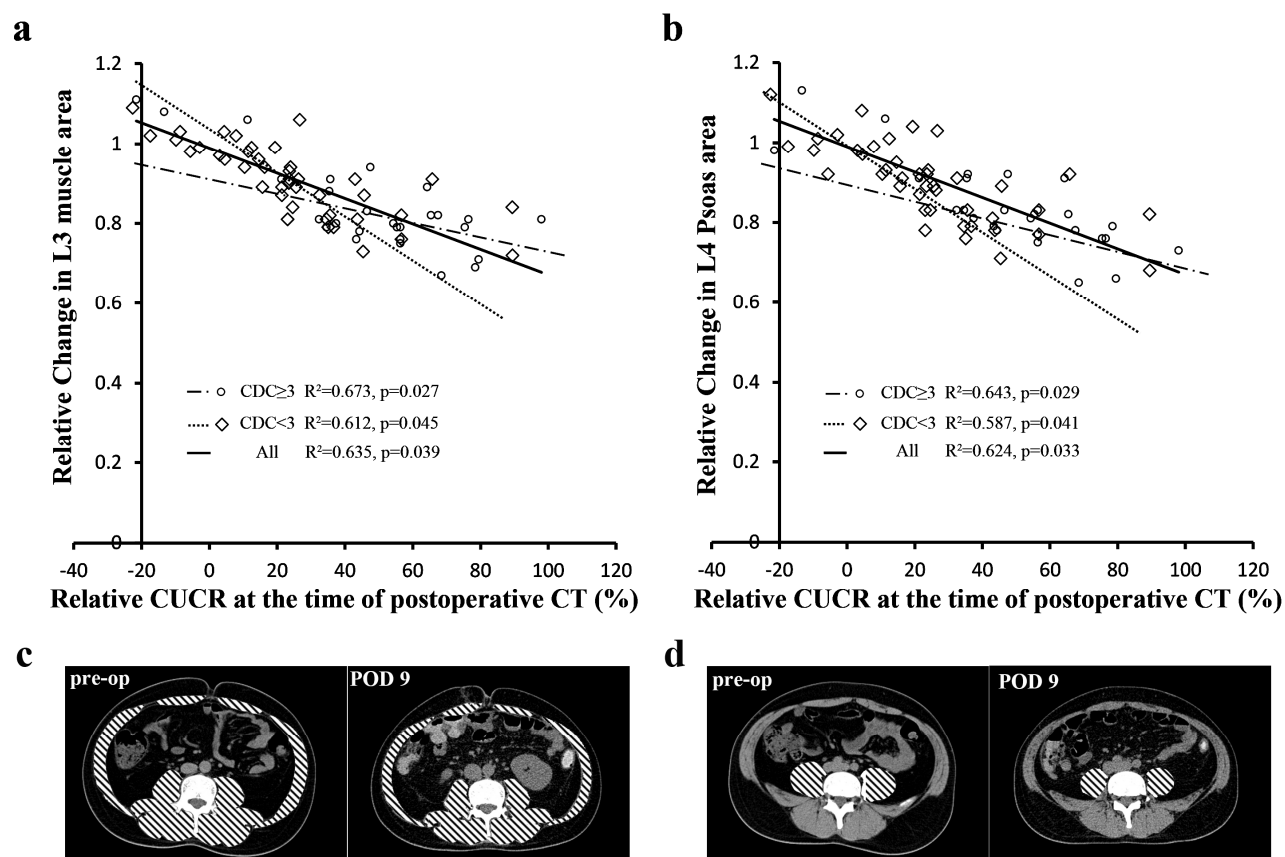 a
Relative Change in L3 muscle area
1.2
1
0.8
0.6
0.4
0.2
0
CDC≥3 R²=0.673, p=0.027
CDC<3 R²=0.612, p=0.045
All R²=0.635, p=0.039
-40 -20 0 20 40 60 80 100 120
Relative CUCR at the time of postoperative CT (%)
b
Relative Change in L4 Psoas area
1.2
1
0.8
0.6
0.4
0.2
0
CDC≥3 R²=0.643, p=0.029
CDC<3 R²=0.587, p=0.041
All R²=0.624, p=0.033
-40 -20 0 20 40 60 80 100 120
Relative CUCR at the time of postoperative CT (%)
c
pre-op
POD 9
d
pre-op
POD 9